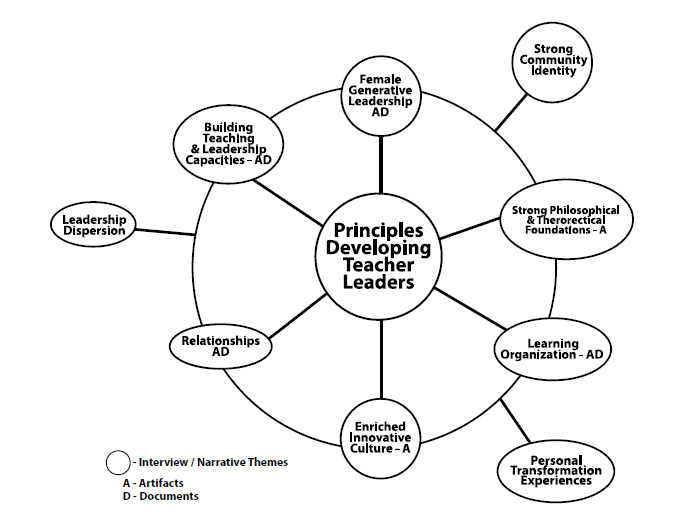 Strong
Community
Identity
Female
Generative
Leadership
AD
Building
Teaching
& Leadership
Capacities – AD
Leadership
Dispersion
Strong Philosophical
& Therorectical
Foundations – A
Principles
Developing
Teacher
Leaders
Relationships
AD
Learning
Organization – AD
Enriched
Innovative
Culture – A
Personal
Transformation
Experiences
- Interview / Narrative Themes
A - Artifacts
D - Documents